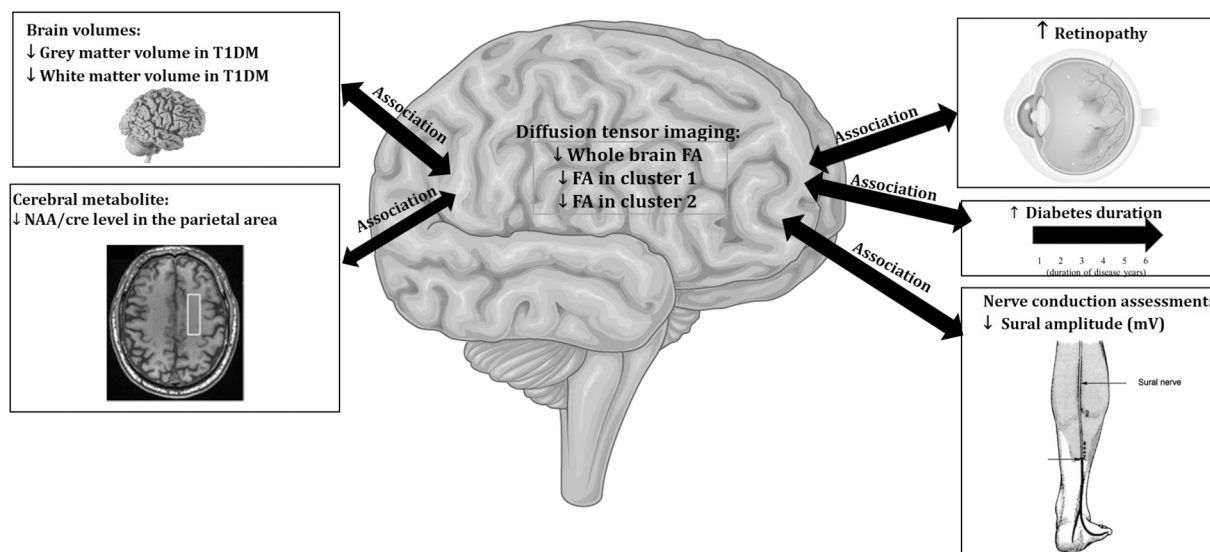 Brain volumes:
↓ Grey matter volume in T1DM
↓ White matter volume in T1DM
Association
Cerebral metabolite:
↓ NAA/cre level in the parietal area
Association
Diffusion tensor imaging:
↓ Whole brain FA
↓ FA in cluster 1
↓ FA in cluster 2
Association
↑ Retinopathy
Association
↑ Diabetes duration
1 2 3 4 5 6
(duration of disease years)
Association
Nerve conduction assessment:
↓ Sural amplitude (mV)
Sural nerve